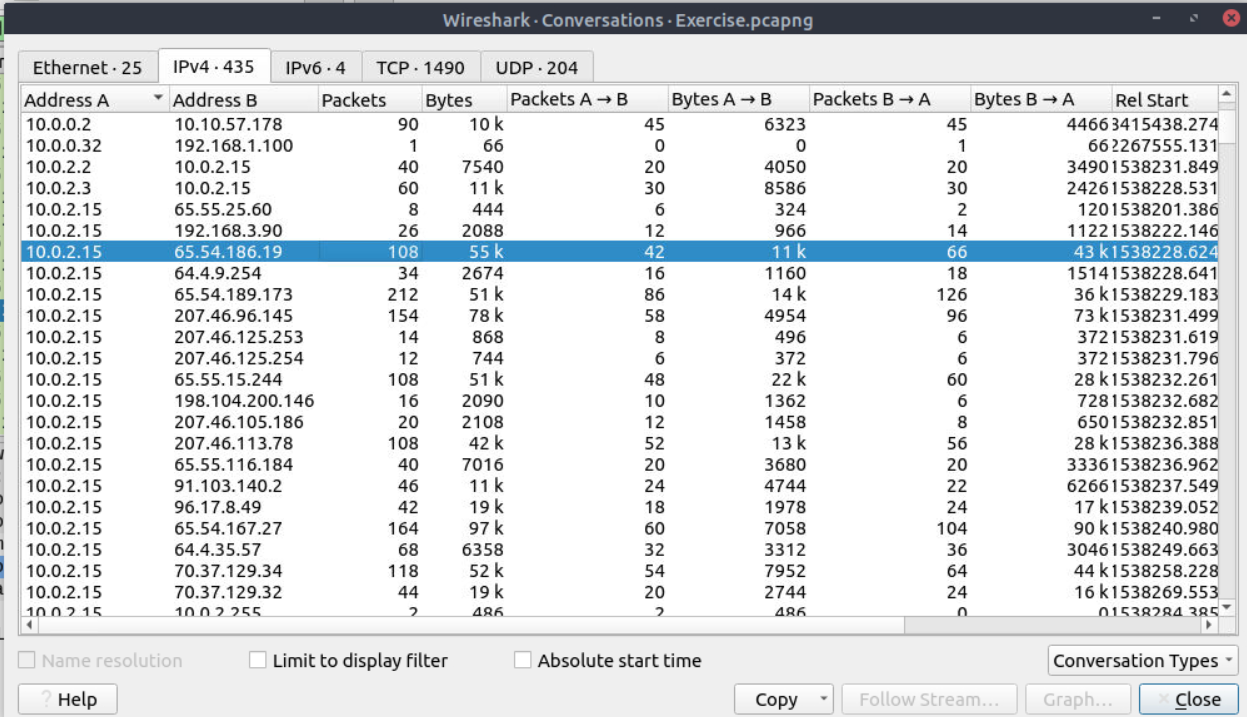 Wireshark · Conversations · Exercise.pcapng
Ethernet · 25 IPv4 · 435 IPv6 · 4 TCP · 1490 UDP · 204
Address A Address B Packets Bytes Packets A → B Bytes A → B Packets B → A Bytes B → A Rel Start
10.0.0.2 10.10.57.178 90 10 k 45 6323 45 4466 3415438.274
10.0.0.32 192.168.1.100 1 66 0 0 1 66 2267555.131
10.0.2.2 10.0.2.15 40 7540 20 4050 20 3490 1538231.849
10.0.2.3 10.0.2.15 60 11 k 30 8586 30 2426 1538228.531
10.0.2.15 65.55.25.60 8 444 6 324 2 120 1538201.386
10.0.2.15 192.168.3.90 26 2088 12 966 14 1122 1538222.146
10.0.2.15 65.54.186.19 108 55 k 42 11 k 66 43 k 1538228.624
10.0.2.15 64.4.9.254 34 2674 16 1160 18 1514 1538228.641
10.0.2.15 65.54.189.173 212 51 k 86 14 k 126 36 k 1538229.183
10.0.2.15 207.46.96.145 154 78 k 58 4954 96 73 k 1538231.499
10.0.2.15 207.46.125.253 14 868 8 496 6 372 1538231.619
10.0.2.15 207.46.125.254 12 744 6 372 6 372 1538231.796
10.0.2.15 65.55.15.244 108 51 k 48 22 k 60 28 k 1538232.261
10.0.2.15 198.104.200.146 16 2090 10 1362 6 728 1538232.682
10.0.2.15 207.46.105.186 20 2108 12 1458 8 650 1538232.851
10.0.2.15 207.46.113.78 108 42 k 52 13 k 56 28 k 1538236.388
10.0.2.15 65.55.116.184 40 7016 20 3680 20 3336 1538236.962
10.0.2.15 91.103.140.2 46 11 k 24 4744 22 6266 1538237.549
10.0.2.15 96.17.8.49 42 19 k 18 1978 24 17 k 1538239.052
10.0.2.15 65.54.167.27 164 97 k 60 7058 104 90 k 1538240.980
10.0.2.15 64.4.35.57 68 6358 32 3312 36 3046 1538249.663
10.0.2.15 70.37.129.34 118 52 k 54 7952 64 44 k 1538258.228
10.0.2.15 70.37.129.32 44 19 k 20 2744 24 16 k 1538269.553
10.0.2.15 10.0.2.255 2 486 2 486 0 0 1538284.385
Name resolution Limit to display filter Absolute start time Conversation Types
? Help Copy Follow Stream... Graph... Close